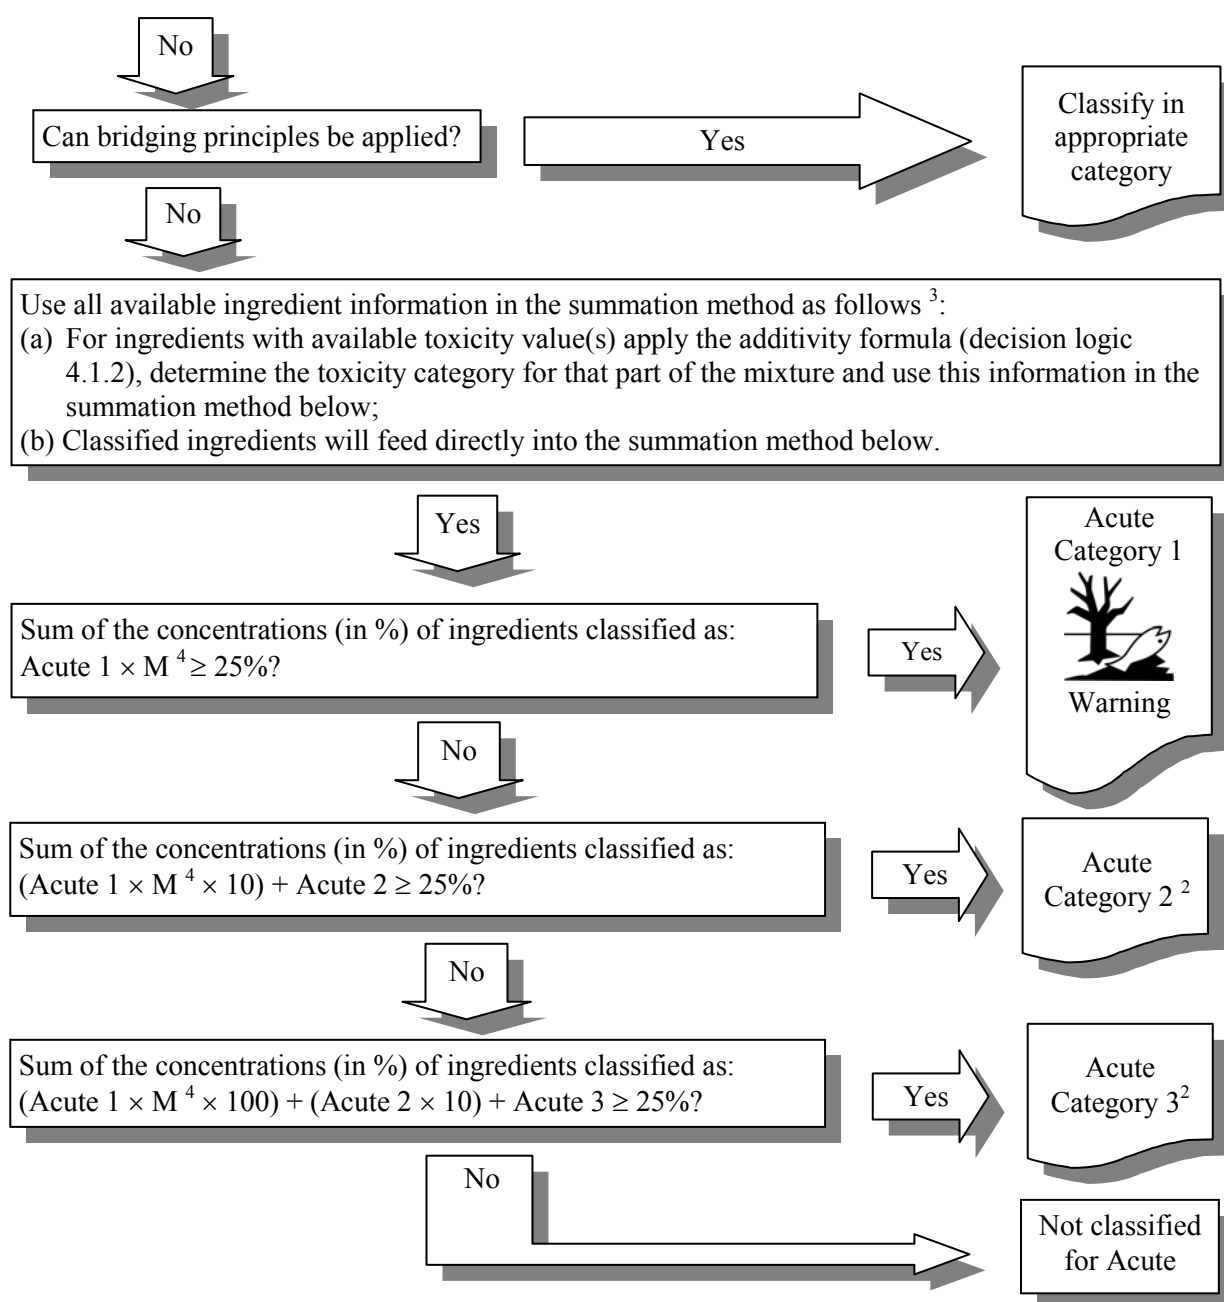 No
Can bridging principles be applied?
Yes
Classify in
appropriate
category
No
Use all available ingredient information in the summation method as follows 3:
(a) For ingredients with available toxicity value(s) apply the additivity formula (decision logic
4.1.2), determine the toxicity category for that part of the mixture and use this information in the
summation method below;
(b) Classified ingredients will feed directly into the summation method below.
Yes
Sum of the concentrations (in %) of ingredients classified as:
Acute 1 × M 4 ≥ 25%?
Yes
Acute
Category 1
Warning
No
Sum of the concentrations (in %) of ingredients classified as:
(Acute 1 × M 4 × 10) + Acute 2 ≥ 25%?
Yes
Acute
Category 2 2
No
Sum of the concentrations (in %) of ingredients classified as:
(Acute 1 × M 4 × 100) + (Acute 2 × 10) + Acute 3 ≥ 25%?
Yes
Acute
Category 32
No
Not classified
for Acute